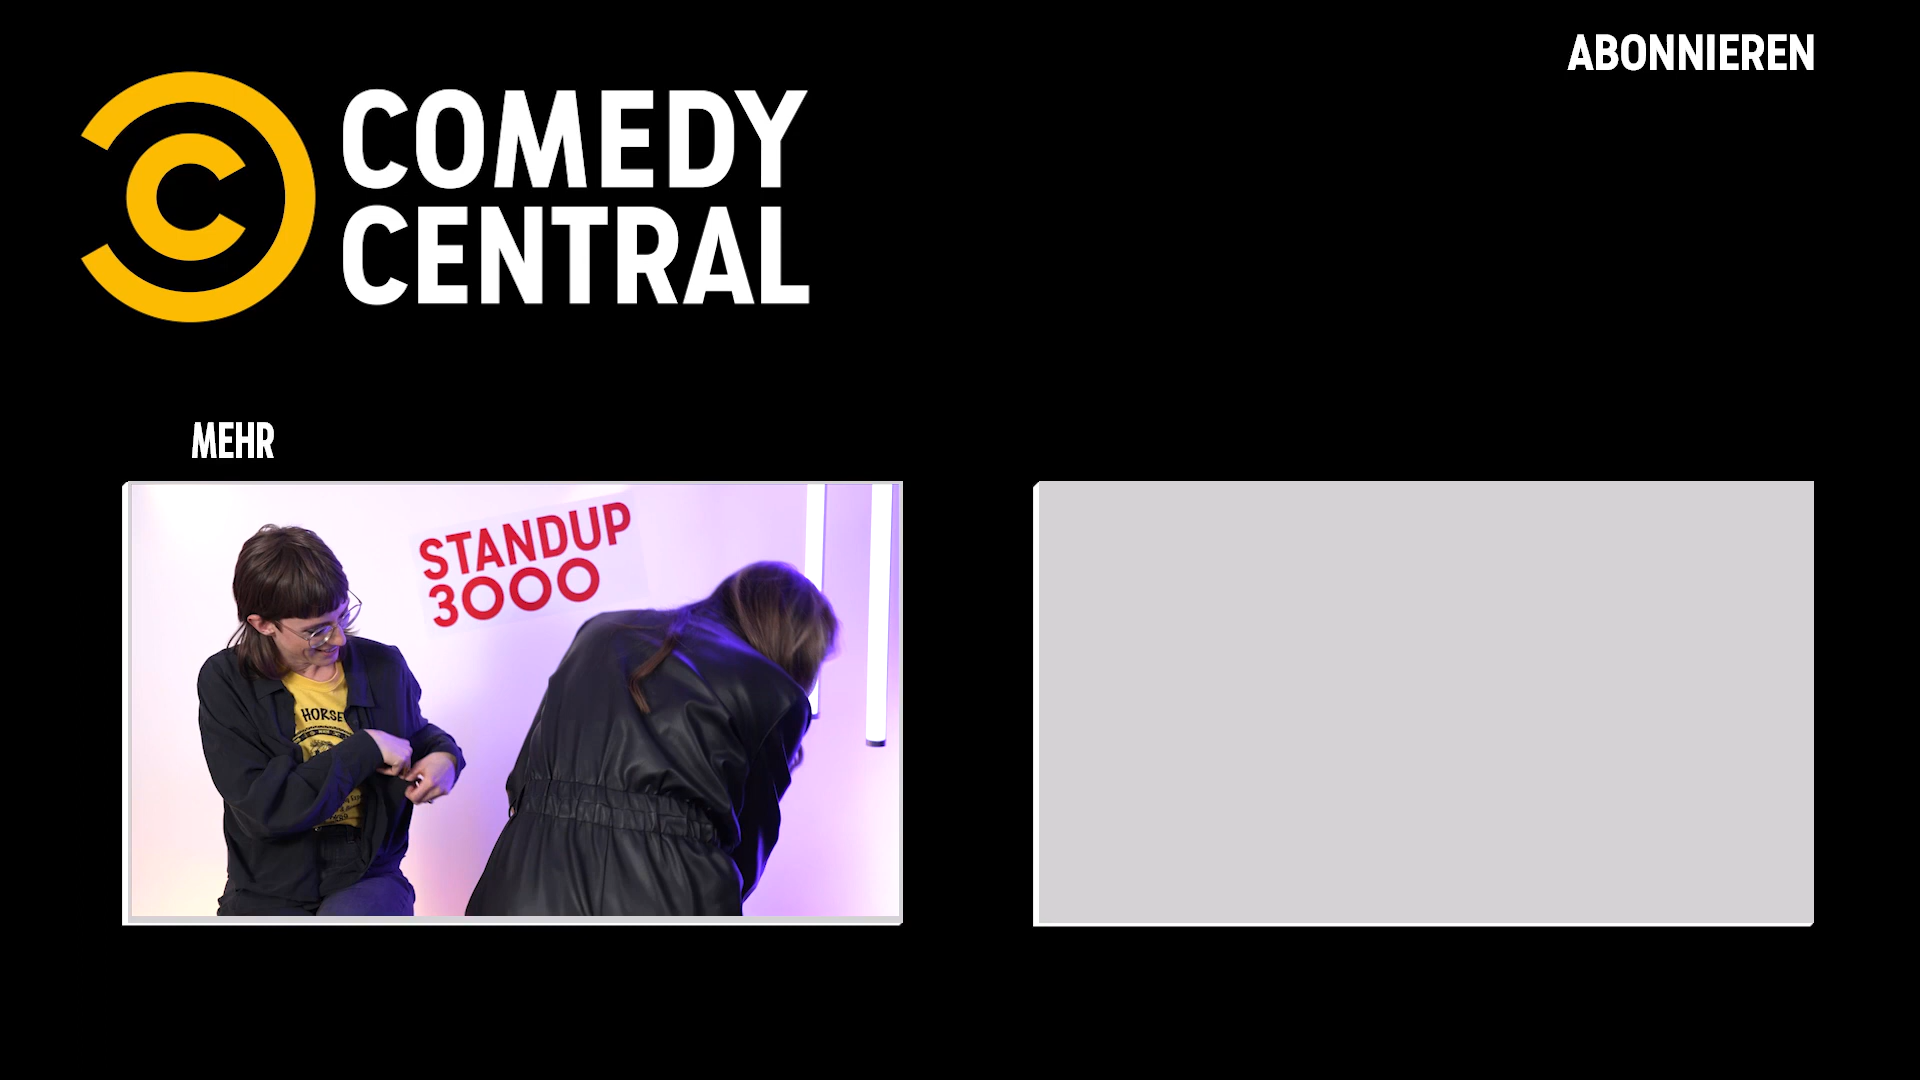 ABONNIEREN
COMEDY
CENTRAL
MEHR
STANDUP
3000
HORSE